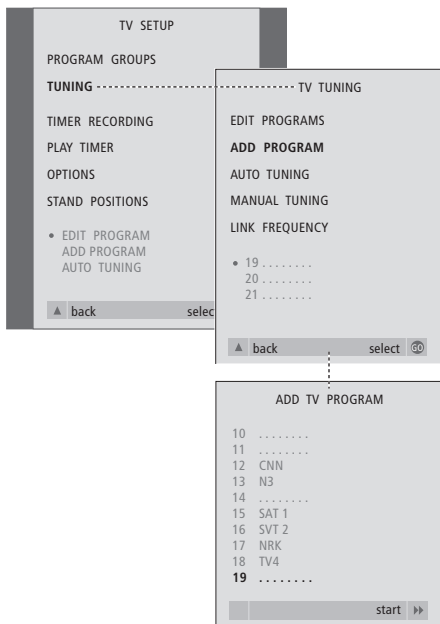 TV SETUP
PROGRAM GROUPS
TUNING
TIMER RECORDING
PLAY TIMER
OPTIONS
STAND POSITIONS
• EDIT PROGRAM
ADD PROGRAM
AUTO TUNING
▲ back selec
TV TUNING
EDIT PROGRAMS
ADD PROGRAM
AUTO TUNING
MANUAL TUNING
LINK FREQUENCY
• 19 ........
20 ........
21 ........
▲ back select GO
ADD TV PROGRAM
10 ........
11 ........
12 CNN
13 N3
14 ........
15 SAT 1
16 SVT 2
17 NRK
18 TV4
19 ........
start ▶▶